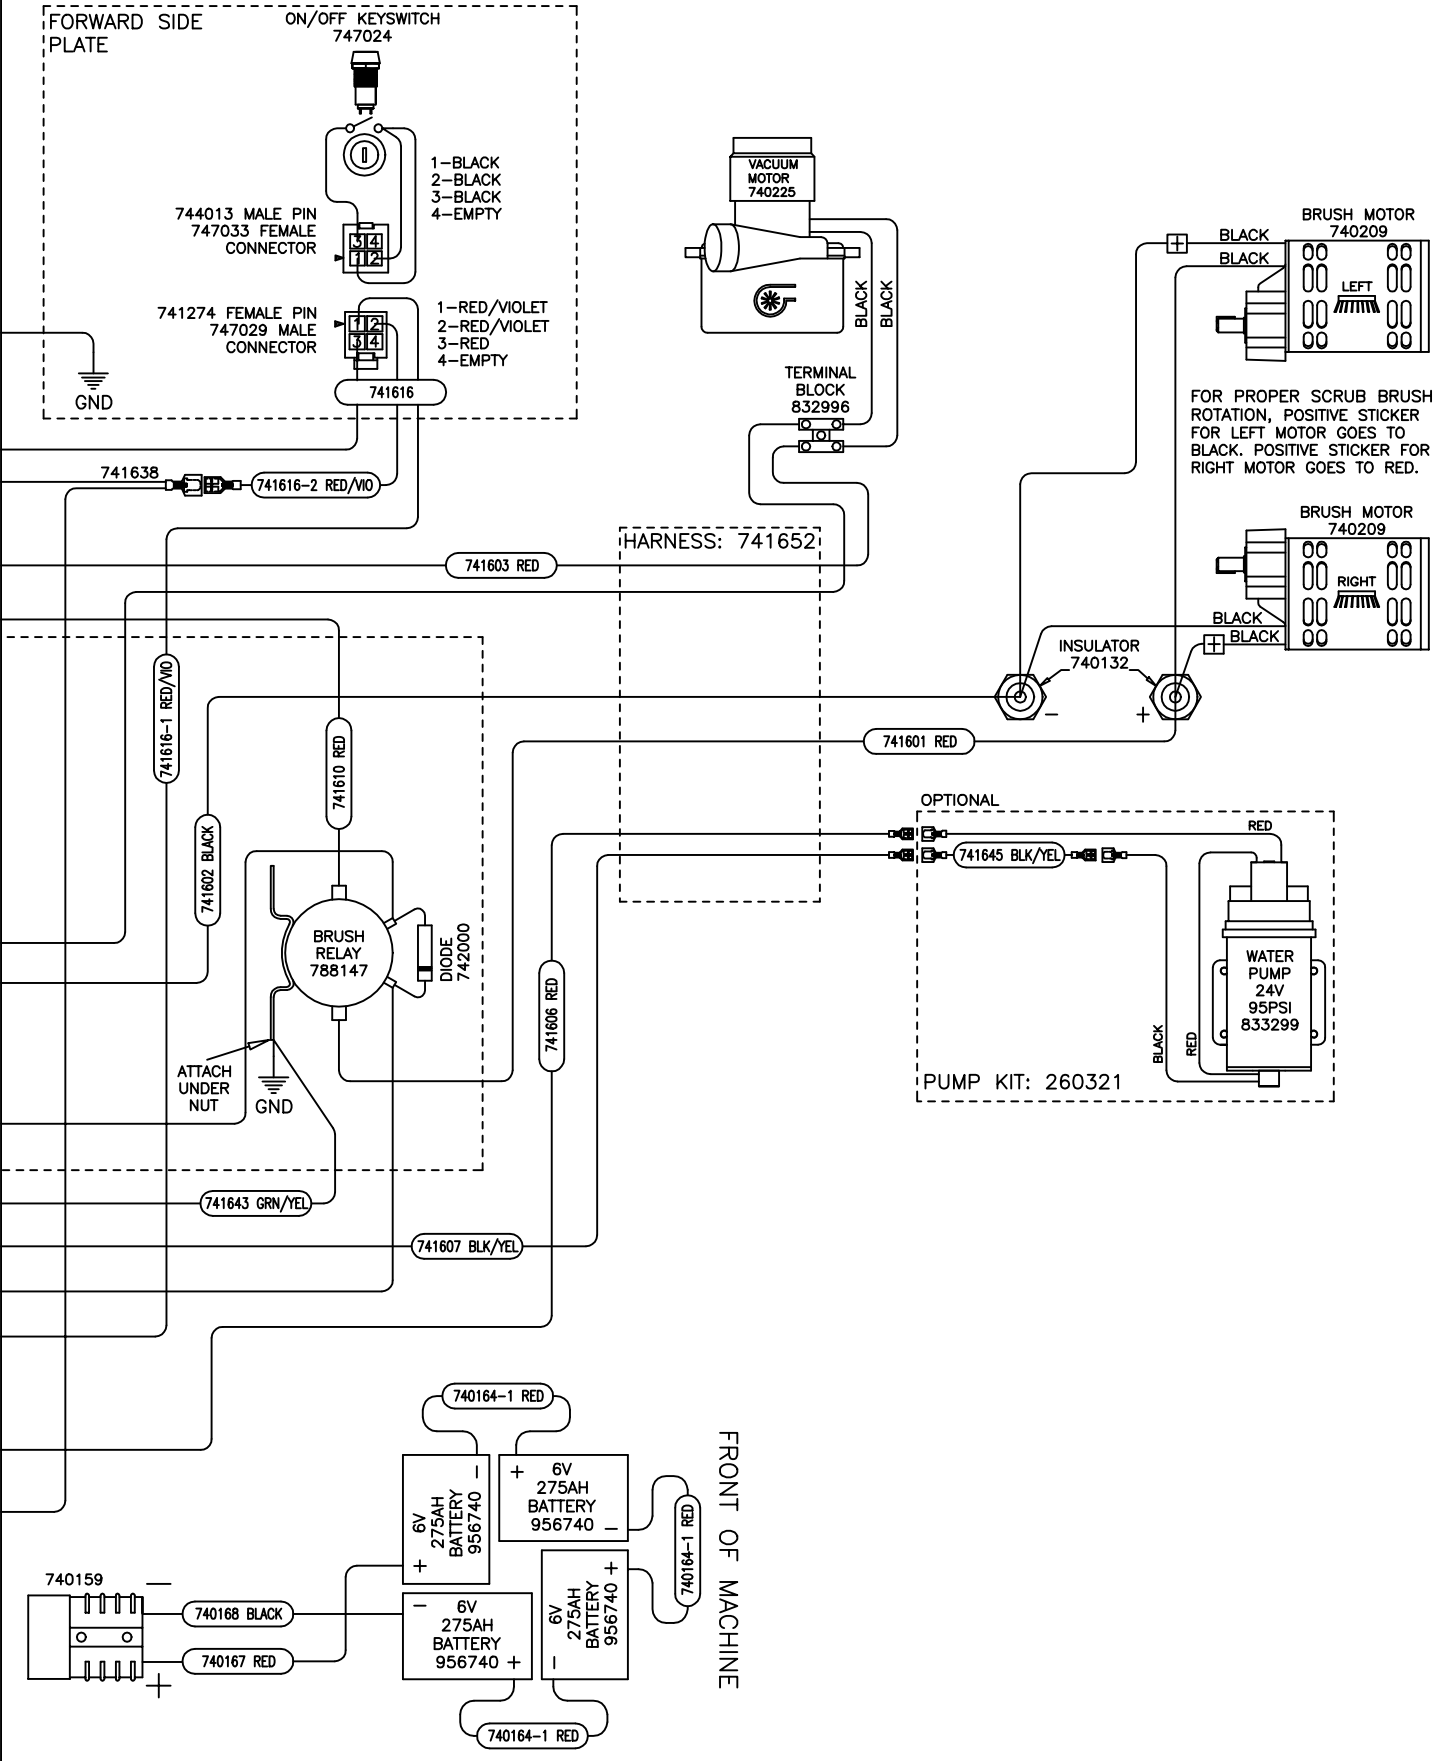 FORWARD SIDE
PLATE
ON/OFF KEYSWITCH
747024
1-BLACK
2-BLACK
3-BLACK
4-EMPTY
744013 MALE PIN
747033 FEMALE
CONNECTOR
3 4
1 2
741274 FEMALE PIN
747029 MALE
CONNECTOR
1 2
3 4
1-RED/VIOLET
2-RED/VIOLET
3-RED
4-EMPTY
GND
741616
741638
741616-2 RED/VIO
VACUUM
MOTOR
740225
BLACK
BLACK
TERMINAL
BLOCK
832996
BRUSH MOTOR
740209
BLACK
BLACK
LEFT
FOR PROPER SCRUB BRUSH
ROTATION, POSITIVE STICKER
FOR LEFT MOTOR GOES TO
BLACK. POSITIVE STICKER FOR
RIGHT MOTOR GOES TO RED.
BRUSH MOTOR
740209
RIGHT
BLACK
BLACK
HARNESS: 741652
741603 RED
INSULATOR
740132
- +
741616-1 RED/VIO
741610 RED
741601 RED
741602 BLACK
OPTIONAL
RED
741645 BLK/YEL
BRUSH
RELAY
788147
DIODE
742000
WATER
PUMP
24V
95PSI
833299
BLACK
RED
741606 RED
ATTACH
UNDER
NUT
GND
PUMP KIT: 260321
741643 GRN/YEL
741607 BLK/YEL
740164-1 RED
- +
6V
275AH
BATTERY
956740
+
6V
275AH
BATTERY
956740
-
740164-1 RED
FRONT OF MACHINE
740159
-
740168 BLACK
740167 RED
+
-
6V
275AH
BATTERY
956740
+
+
6V
275AH
BATTERY
956740
-
740164-1 RED